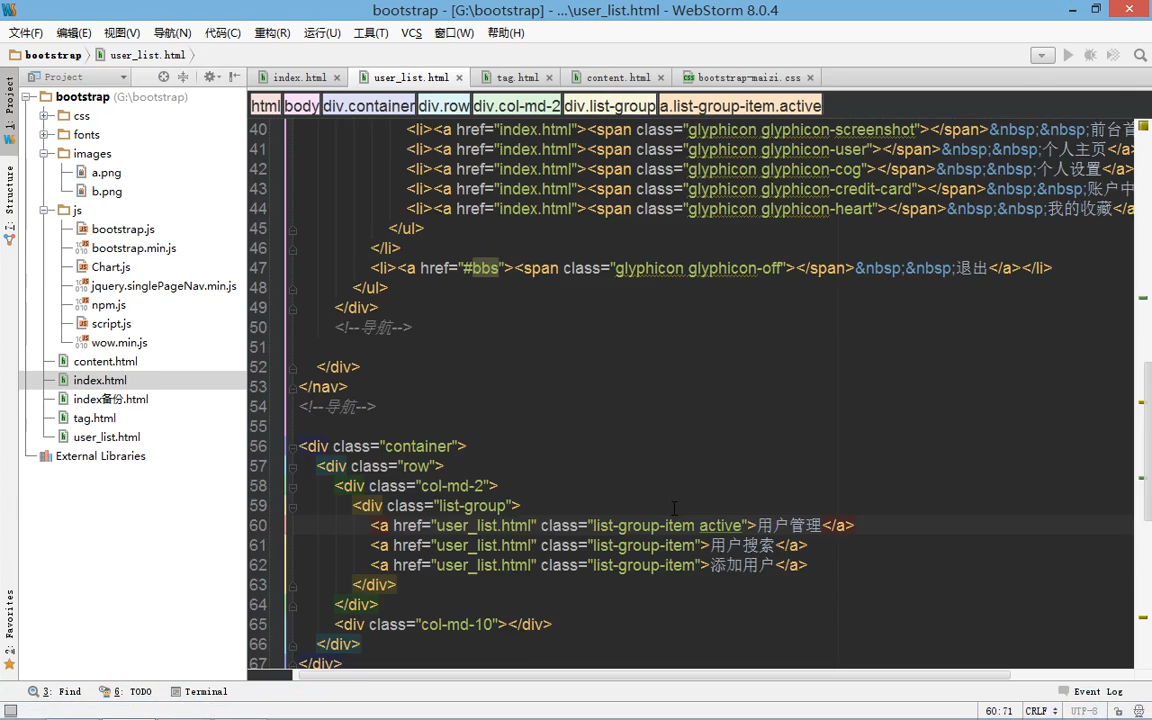 bootstrap - [G:\bootstrap] - ...\user_list.html - WebStorm 8.0.4
文件(F) 编辑(E) 视图(V) 导航(N) 代码(C) 重构(R) 运行(U) 工具(T) VCS 窗口(W) 帮助(H)
bootstrap user_list.html
Project index.html user_list.html tag.html content.html bootstrap-maizi.css
html body div.container div.row div.col-md-2 div.list-group a.list-group-item.active
1: Project
Structure
2: Favorites
bootstrap (G:\bootstrap)
css
fonts
images
a.png
b.png
js
bootstrap.js
bootstrap.min.js
Chart.js
jquery.singlePageNav.min.js
npm.js
script.js
wow.min.js
content.html
index.html
index备份.html
tag.html
user_list.html
External Libraries
40 <li><a href="index.html"><span class="glyphicon glyphicon-screenshot"></span>&nbsp;&nbsp;前台首
41 <li><a href="index.html"><span class="glyphicon glyphicon-user"></span>&nbsp;&nbsp;个人主页</a
42 <li><a href="index.html"><span class="glyphicon glyphicon-cog"></span>&nbsp;&nbsp;个人设置</a>
43 <li><a href="index.html"><span class="glyphicon glyphicon-credit-card"></span>&nbsp;&nbsp;账户中
44 <li><a href="index.html"><span class="glyphicon glyphicon-heart"></span>&nbsp;&nbsp;我的收藏</a
45 </ul>
46 </li>
47 <li><a href="#bbs"><span class="glyphicon glyphicon-off"></span>&nbsp;&nbsp;退出</a></li>
48 </ul>
49 </div>
50 <!--导航-->
51
52 </div>
53 </nav>
54 <!--导航-->
55
56 <div class="container">
57 <div class="row">
58 <div class="col-md-2">
59 <div class="list-group">
60 <a href="user_list.html" class="list-group-item active">用户管理</a>
61 <a href="user_list.html" class="list-group-item">用户搜索</a>
62 <a href="user_list.html" class="list-group-item">添加用户</a>
63 </div>
64 </div>
65 <div class="col-md-10"></div>
66 </div>
67 </div>
3: Find 6: TODO Terminal Event Log
60:71 CRLF UTF-8